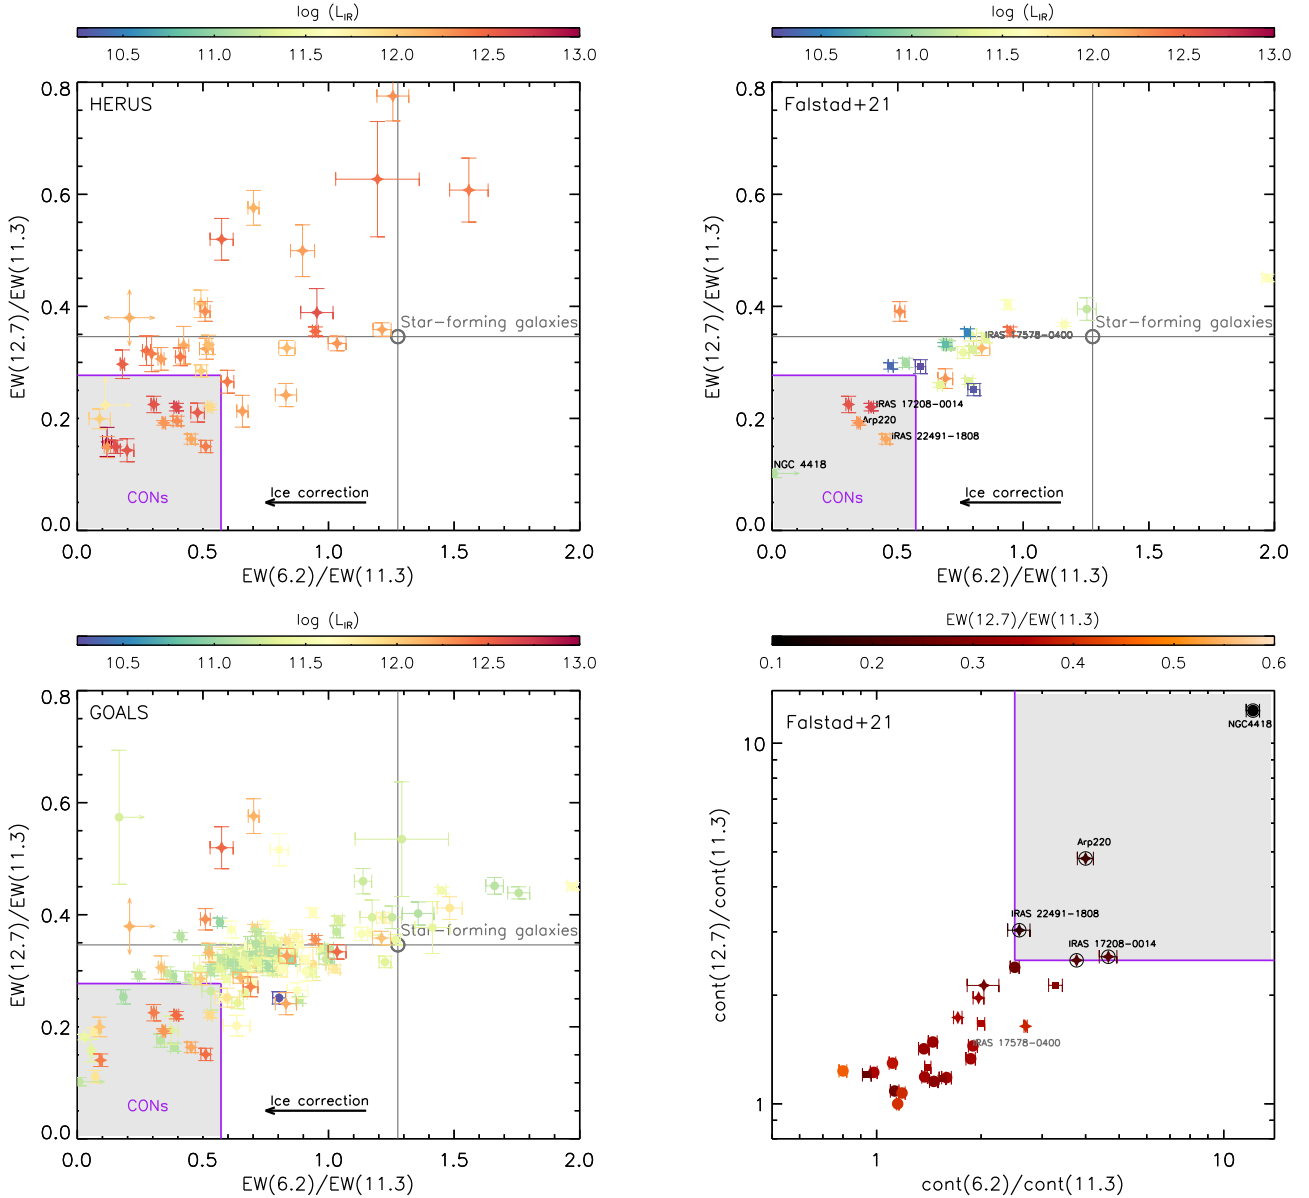 log (L_IR)
10.5 11.0 11.5 12.0 12.5 13.0
HERUS
0.8
0.6
0.4
0.2
0.0
EW(12.7)/EW(11.3)
Star-forming galaxies
CONs
Ice correction
0.0 0.5 1.0 1.5 2.0
EW(6.2)/EW(11.3)
log (L_IR)
10.5 11.0 11.5 12.0 12.5 13.0
Falstad+21
0.8
0.6
0.4
0.2
0.0
EW(12.7)/EW(11.3)
Star-forming galaxies
IRAS 17578-0400
IRAS 17208-0014
Arp220
IRAS 22491-1808
NGC 4418
CONs
Ice correction
0.0 0.5 1.0 1.5 2.0
EW(6.2)/EW(11.3)
log (L_IR)
10.5 11.0 11.5 12.0 12.5 13.0
GOALS
0.8
0.6
0.4
0.2
0.0
EW(12.7)/EW(11.3)
Star-forming galaxies
CONs
Ice correction
0.0 0.5 1.0 1.5 2.0
EW(6.2)/EW(11.3)
EW(12.7)/EW(11.3)
0.1 0.2 0.3 0.4 0.5 0.6
Falstad+21
NGC4418
10
Arp220
IRAS 22491-1808
IRAS 17208-0014
IRAS 17578-0400
1
cont(12.7)/cont(11.3)
1 10
cont(6.2)/cont(11.3)